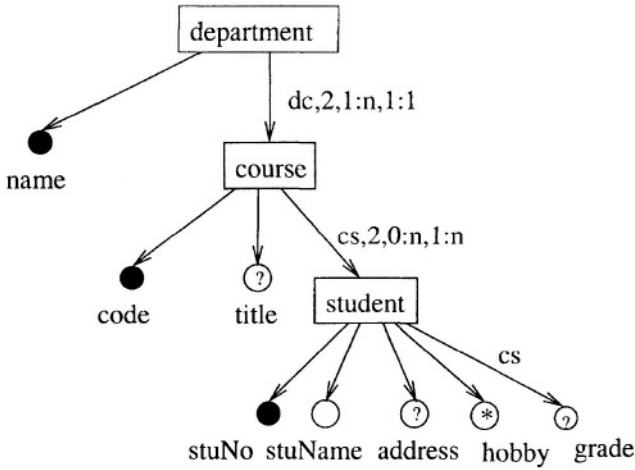 department
dc,2,1:n,1:1
name
course
cs,2,0:n,1:n
code
?
title
student
cs
?
*
?
stuNo stuName address hobby grade